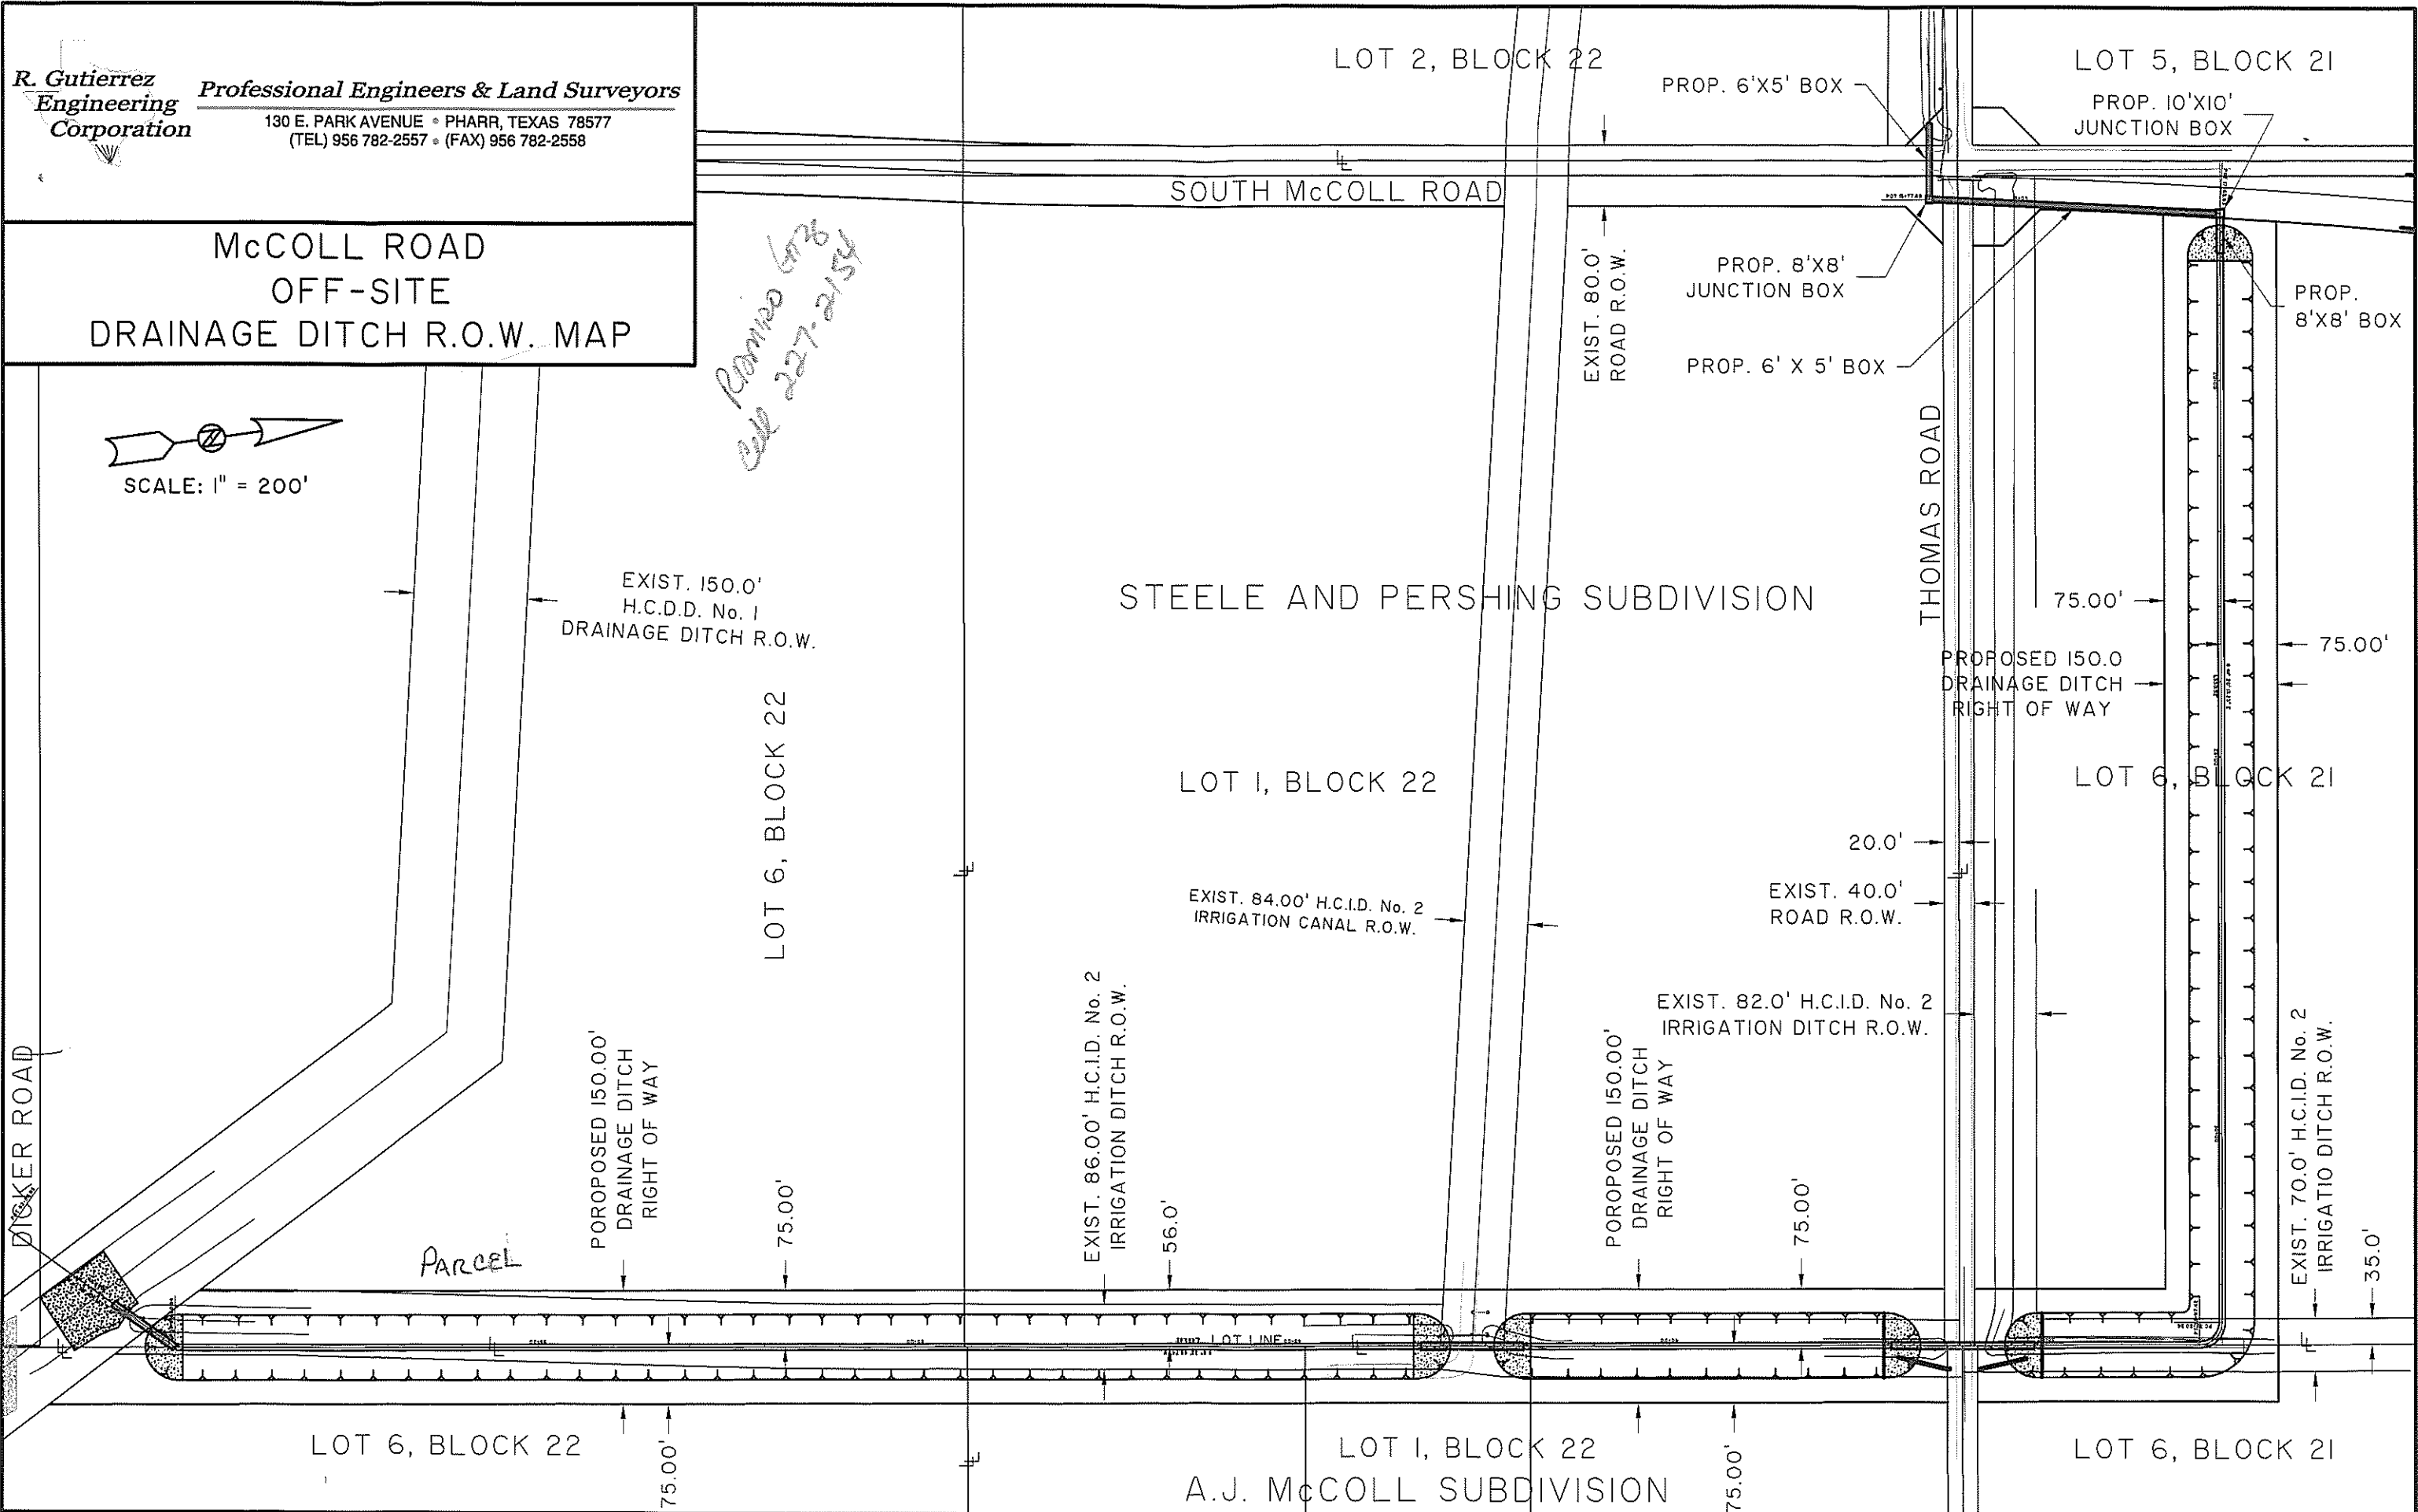 R. Gutierrez
Engineering
Corporation
Professional Engineers & Land Surveyors
130 E. PARK AVENUE • PHARR, TEXAS 78577
(TEL) 956 782-2557 • (FAX) 956 782-2558
McCOLL ROAD
OFF-SITE
DRAINAGE DITCH R.O.W. MAP
SCALE: 1" = 200'
Cell 227-2154
LOT 2, BLOCK 22
LOT 5, BLOCK 21
PROP. 6'X5' BOX
PROP. 10'X10'
JUNCTION BOX
SOUTH McCOLL ROAD
EXIST. 80.0'
ROAD R.O.W.
PROP. 8'X8'
JUNCTION BOX
PROP.
8'X8' BOX
PROP. 6' X 5' BOX
THOMAS ROAD
EXIST. 150.0'
H.C.D.D. No. 1
DRAINAGE DITCH R.O.W.
STEELE AND PERSHING SUBDIVISION
75.00'
75.00'
PROPOSED 150.0
DRAINAGE DITCH
RIGHT OF WAY
LOT 6, BLOCK 22
LOT 1, BLOCK 22
LOT 6, BLOCK 21
20.0'
EXIST. 84.00' H.C.I.D. No. 2
IRRIGATION CANAL R.O.W.
EXIST. 40.0'
ROAD R.O.W.
EXIST. 82.0' H.C.I.D. No. 2
IRRIGATION DITCH R.O.W.
DICKER ROAD
POROPOSED 150.00'
DRAINAGE DITCH
RIGHT OF WAY
75.00'
EXIST. 86.00' H.C.I.D. No. 2
IRRIGATION DITCH R.O.W.
56.0'
POROPOSED 150.00'
DRAINAGE DITCH
RIGHT OF WAY
75.00'
EXIST. 70.0' H.C.I.D. No. 2
IRRIGATIO DITCH R.O.W.
35.0'
PARCEL
LOT LINE
LOT 6, BLOCK 22
75.00'
LOT 1, BLOCK 22
75.00'
LOT 6, BLOCK 21
A.J. McCOLL SUBDIVISION